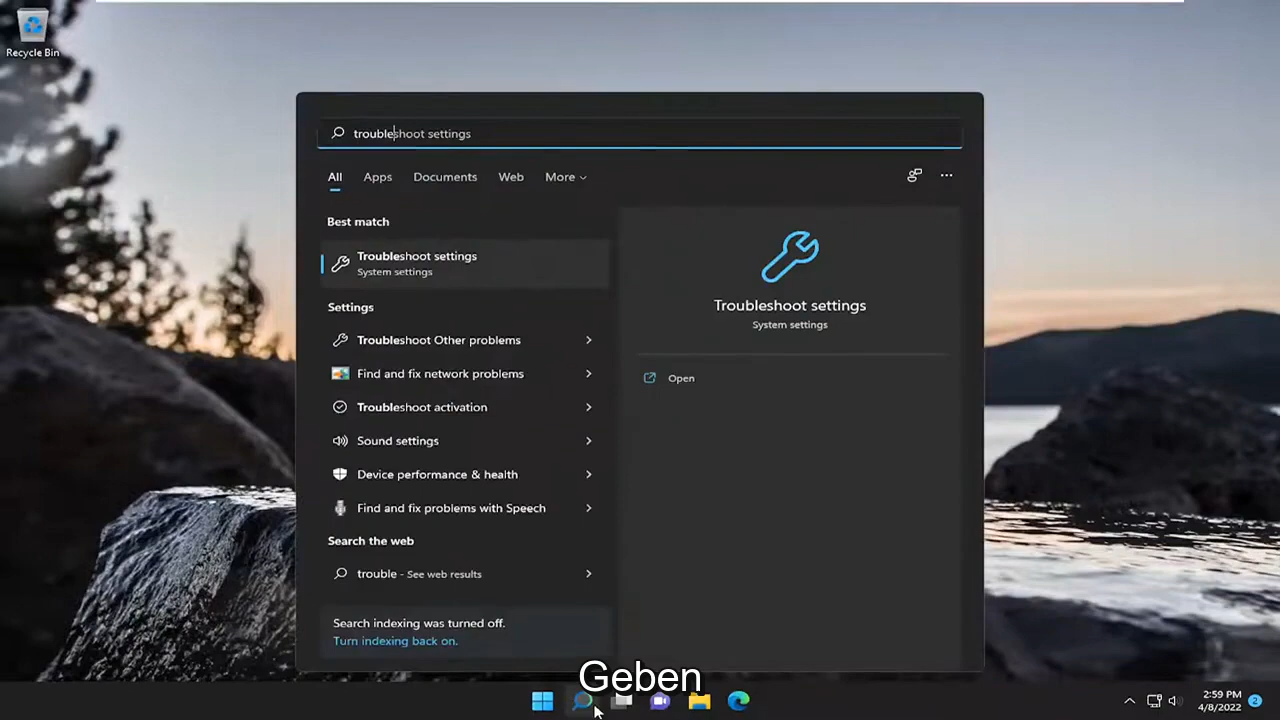 Recycle Bin
troubleshoot settings
All Apps Documents Web More
Best match
Troubleshoot settings
System settings
Settings
Troubleshoot Other problems
Find and fix network problems
Troubleshoot activation
Sound settings
Device performance & health
Find and fix problems with Speech
Search the web
trouble - See web results
Search indexing was turned off.
Turn indexing back on.
Troubleshoot settings
System settings
Open
Geben
2:59 PM
4/8/2022
2